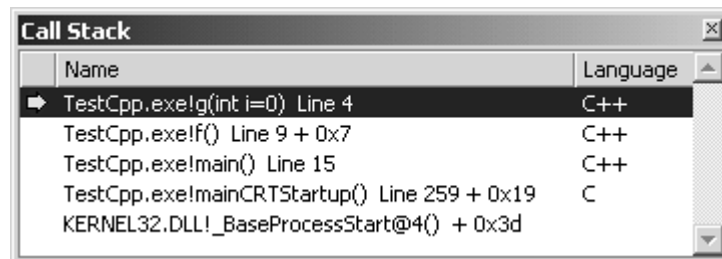 Call Stack
Name Language
TestCpp.exe!g(int i=0) Line 4 C++
TestCpp.exe!f() Line 9 + 0x7 C++
TestCpp.exe!main() Line 15 C++
TestCpp.exe!mainCRTStartup() Line 259 + 0x19 C
KERNEL32.DLL!_BaseProcessStart@4() + 0x3d